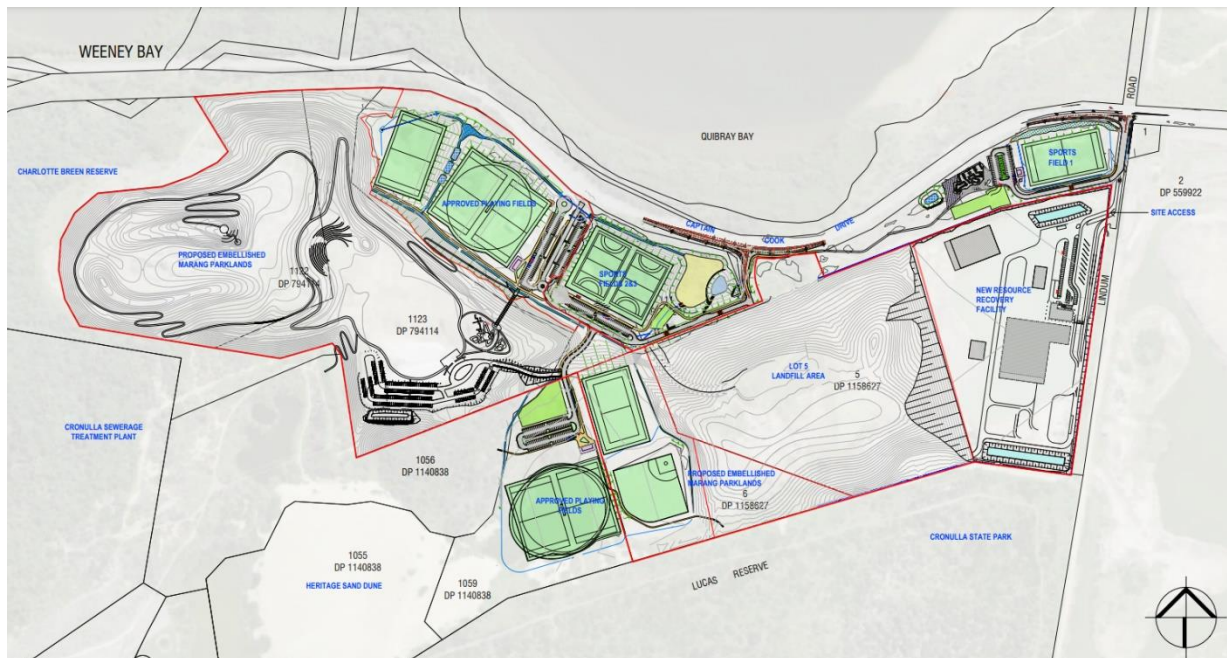 WEENEY BAY
QUIBRAY BAY
ROAD
1
SPORTS
FIELD 1
2
DP 559922
SITE ACCESS
CHARLOTTE BREEN RESERVE
APPROVED PLAYING FIELDS
CAPTAIN COOK DRIVE
PROPOSED EMBELLISHED
MARANG PARKLANDS
1122
DP 794114
SPORTS
FIELDS 2&3
NEW RESOURCE
RECOVERY
FACILITY
LINDUM
1123
DP 794114
LOT 5
LANDFILL AREA
5
DP 1158627
CRONULLA SEWERAGE
TREATMENT PLANT
1056
DP 1140838
PROPOSED EMBELLISHED
MARANG PARKLANDS
6
DP 1158627
APPROVED PLAYING
FIELDS
CRONULLA STATE PARK
1055
DP 1140838
HERITAGE SAND DUNE
1059
DP 1140838
LUCAS RESERVE